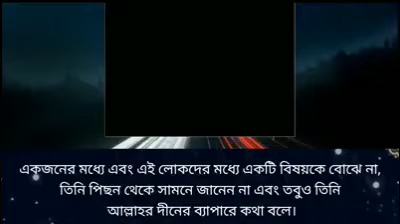 একজনের মধ্যে এবং এই লোকদের মধ্যে একটি বিষয়কে বোঝে না,
তিনি পিছন থেকে সামনে জানেন না এবং তবুও তিনি
আল্লাহর দীনের ব্যাপারে কথা বলে।